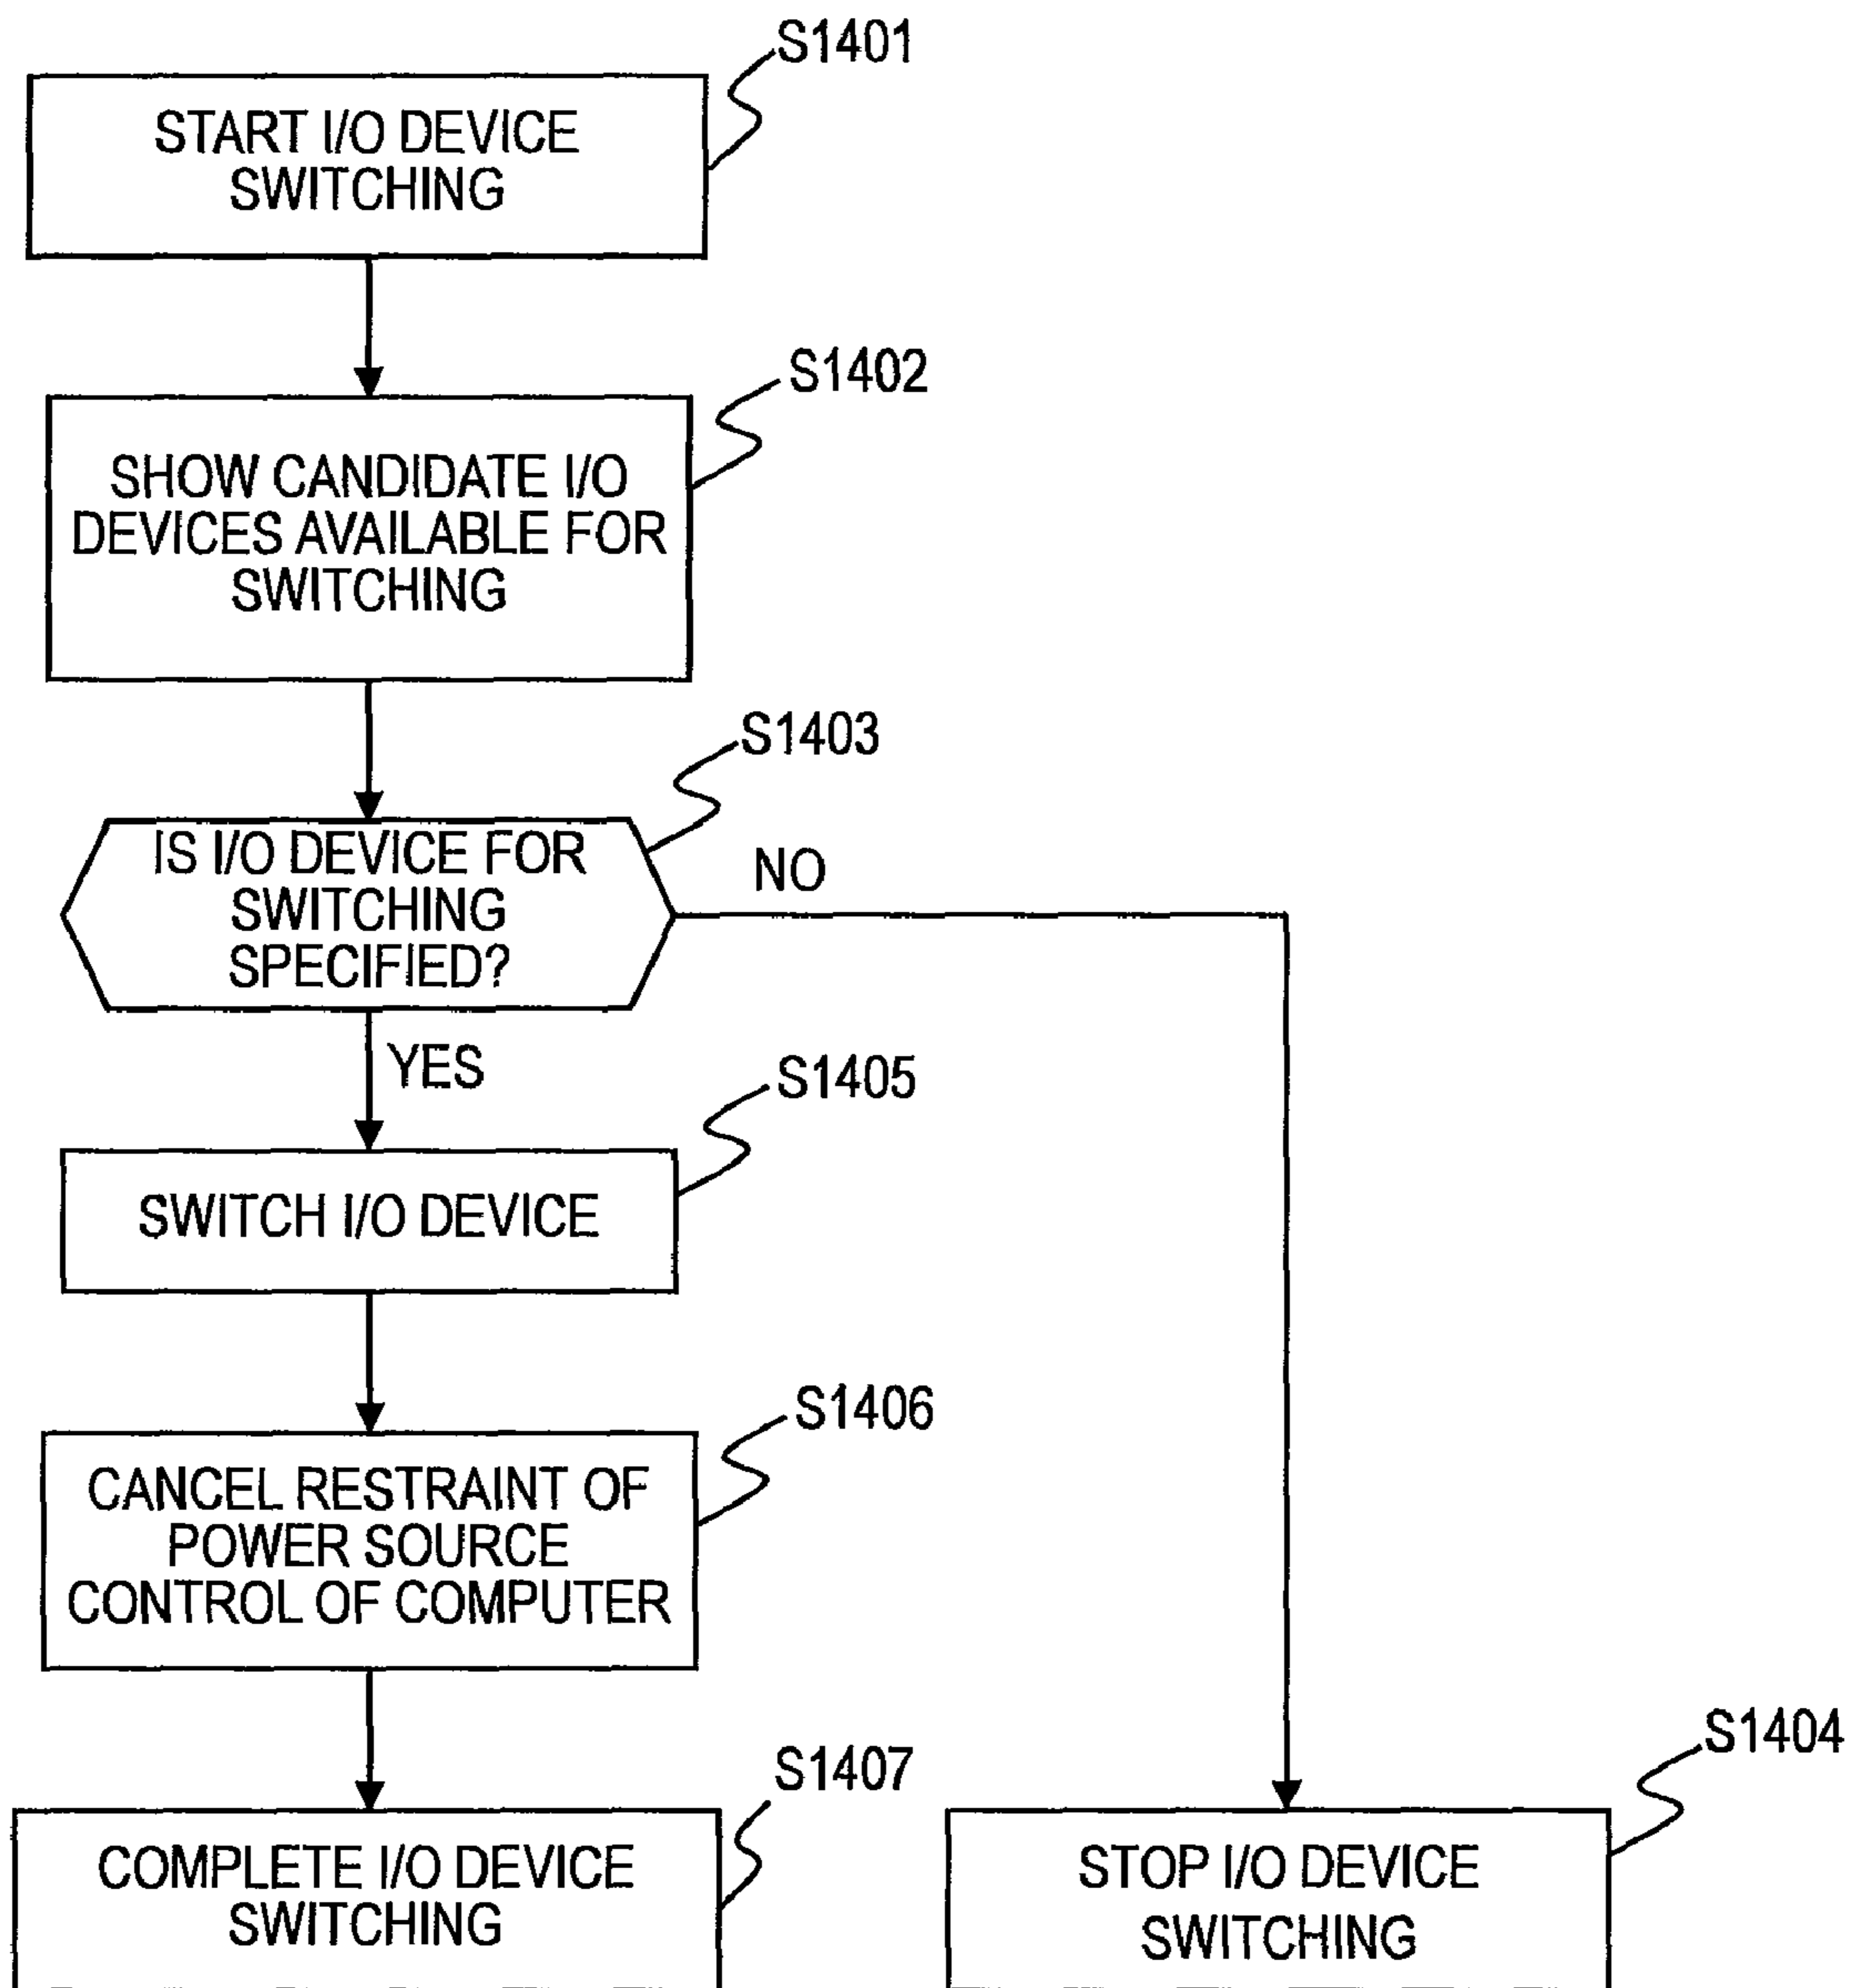 S1401
START I/O DEVICE
SWITCHING
S1402
SHOW CANDIDATE I/O
DEVICES AVAILABLE FOR
SWITCHING
S1403
IS I/O DEVICE FOR
SWITCHING
SPECIFIED?
NO
YES
S1405
SWITCH I/O DEVICE
S1406
CANCEL RESTRAINT OF
POWER SOURCE
CONTROL OF COMPUTER
S1407
COMPLETE I/O DEVICE
SWITCHING
S1404
STOP I/O DEVICE
SWITCHING